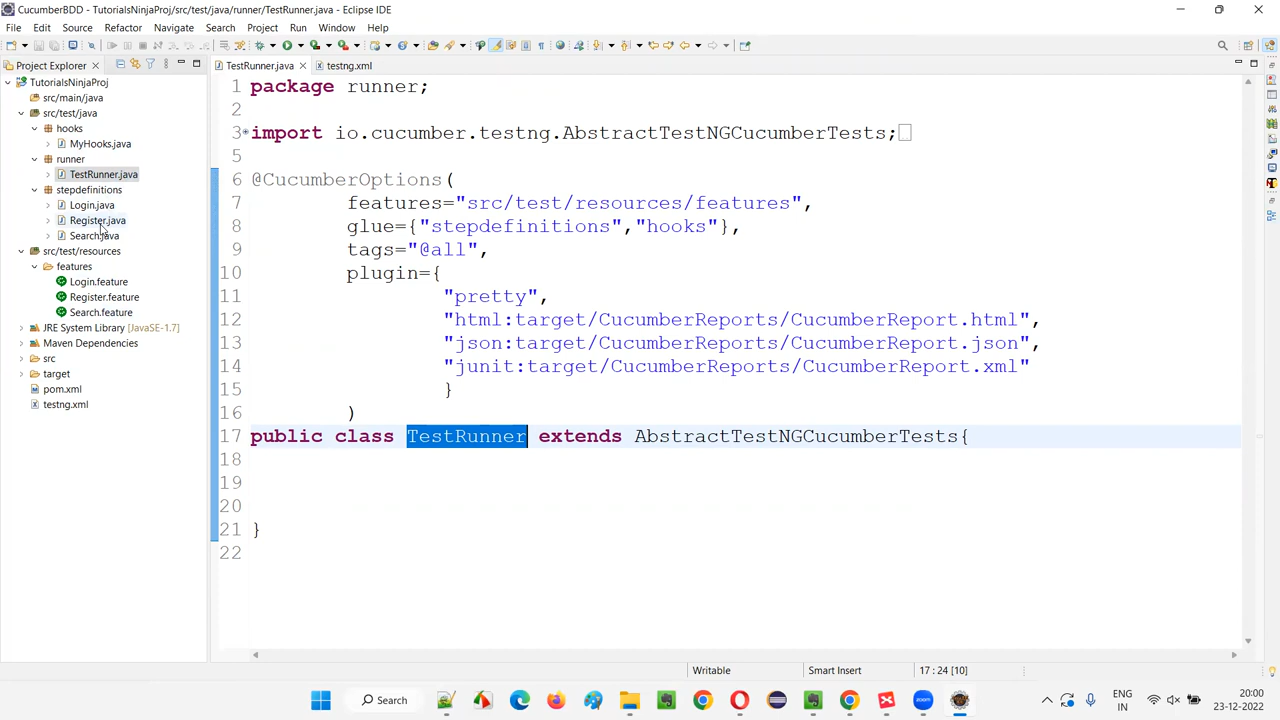 CucumberBDD - TutorialsNinjaProj/src/test/java/runner/TestRunner.java - Eclipse IDE
File Edit Source Refactor Navigate Search Project Run Window Help
Project Explorer
TestRunner.java
testng.xml
TutorialsNinjaProj
src/main/java
src/test/java
hooks
MyHooks.java
runner
TestRunner.java
stepdefinitions
Login.java
Register.java
Search.java
src/test/resources
features
Login.feature
Register.feature
Search.feature
JRE System Library [JavaSE-1.7]
Maven Dependencies
src
target
pom.xml
testng.xml
1 package runner;
2
3 import io.cucumber.testng.AbstractTestNGCucumberTests;
5
6 @CucumberOptions(
7 features="src/test/resources/features",
8 glue={"stepdefinitions","hooks"},
9 tags="@all",
10 plugin={
11 "pretty",
12 "html:target/CucumberReports/CucumberReport.html",
13 "json:target/CucumberReports/CucumberReport.json",
14 "junit:target/CucumberReports/CucumberReport.xml"
15 }
16 )
17 public class TestRunner extends AbstractTestNGCucumberTests{
18
19
20
21 }
22
Writable Smart Insert 17 : 24 [10]
Search
ENG
IN
20:00
23-12-2022